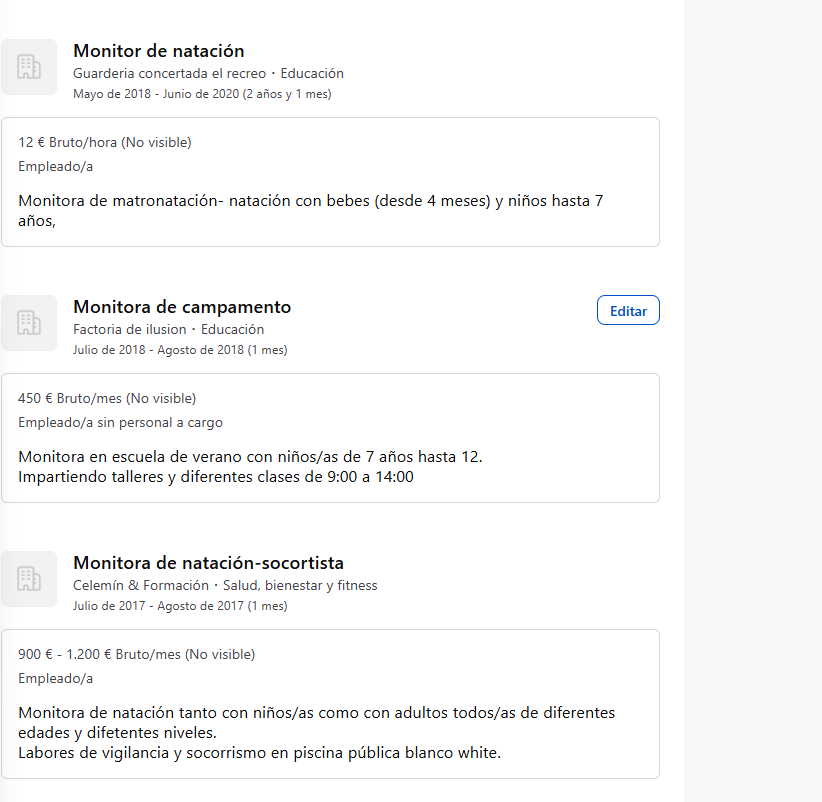 Monitor de natación
Guarderia concertada el recreo · Educación
Mayo de 2018 - Junio de 2020 (2 años y 1 mes)
12 € Bruto/hora (No visible)
Empleado/a
Monitora de matronatación- natación con bebes (desde 4 meses) y niños hasta 7
años,
Monitora de campamento
Editar
Factoria de ilusion · Educación
Julio de 2018 - Agosto de 2018 (1 mes)
450 € Bruto/mes (No visible)
Empleado/a sin personal a cargo
Monitora en escuela de verano con niños/as de 7 años hasta 12.
Impartiendo talleres y diferentes clases de 9:00 a 14:00
Monitora de natación-socortista
Celemín & Formación · Salud, bienestar y fitness
Julio de 2017 - Agosto de 2017 (1 mes)
900 € - 1.200 € Bruto/mes (No visible)
Empleado/a
Monitora de natación tanto con niños/as como con adultos todos/as de diferentes
edades y difetentes niveles.
Labores de vigilancia y socorrismo en piscina pública blanco white.